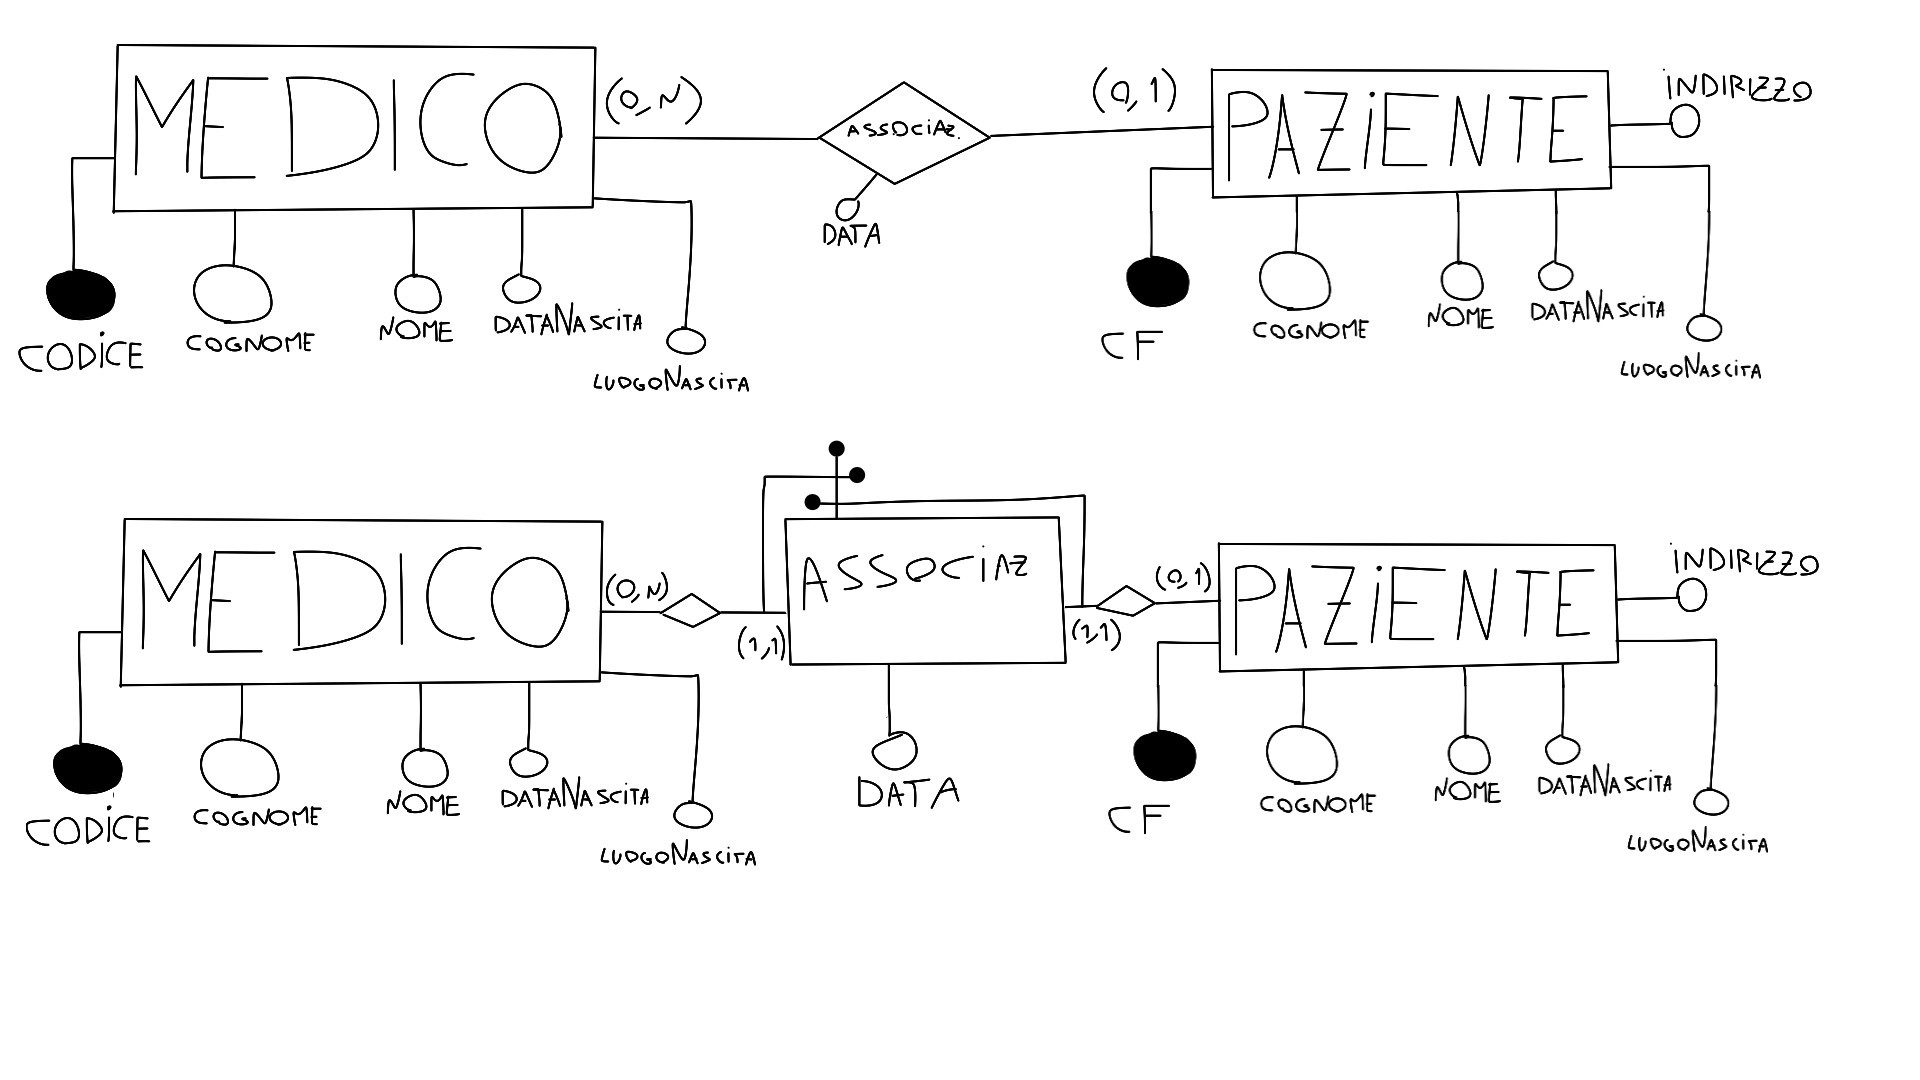 MEDICO
(0,N)
ASSOCiAz.
(0,1)
PAZiENTE
iNDIRIZZO
DATA
CODiCE
COGNOME
NOME
DATANAsciTA
LUOGONAsciTA
CF
COGNOME
NOME
DATANAsciTA
LUOGONAsciTA
MEDICO
(0,N)
(1,1)
ASSOCiAZ
(0,1)
(1,1)
PAZiENTE
iNDIRIZZO
CODiCE
COGNOME
NOME
DATANAsciTA
LUOGONAsciTA
DATA
CF
COGNOME
NOME
DATANAsciTA
LUOGONAsciTA